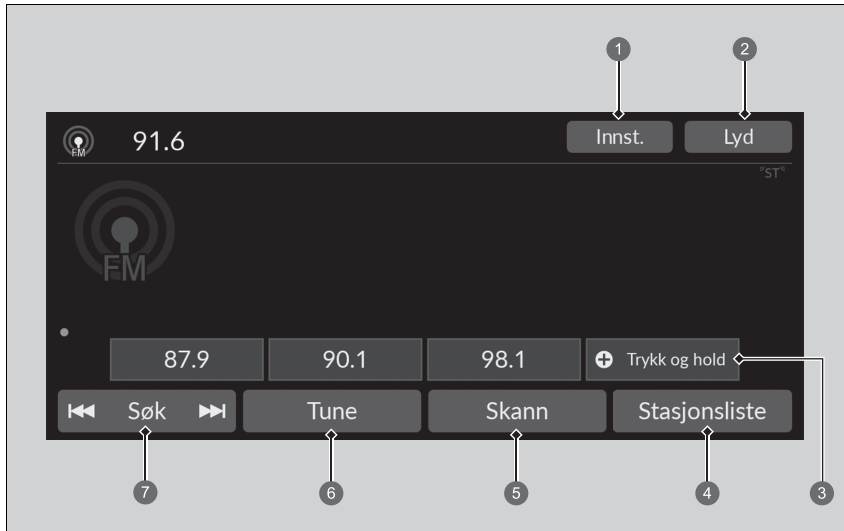 1 2
FM 91.6 Innst. Lyd
ST
FM
87.9 90.1 98.1 Trykk og hold
Søk Tune Skann Stasjonsliste
7 6 5 4 3